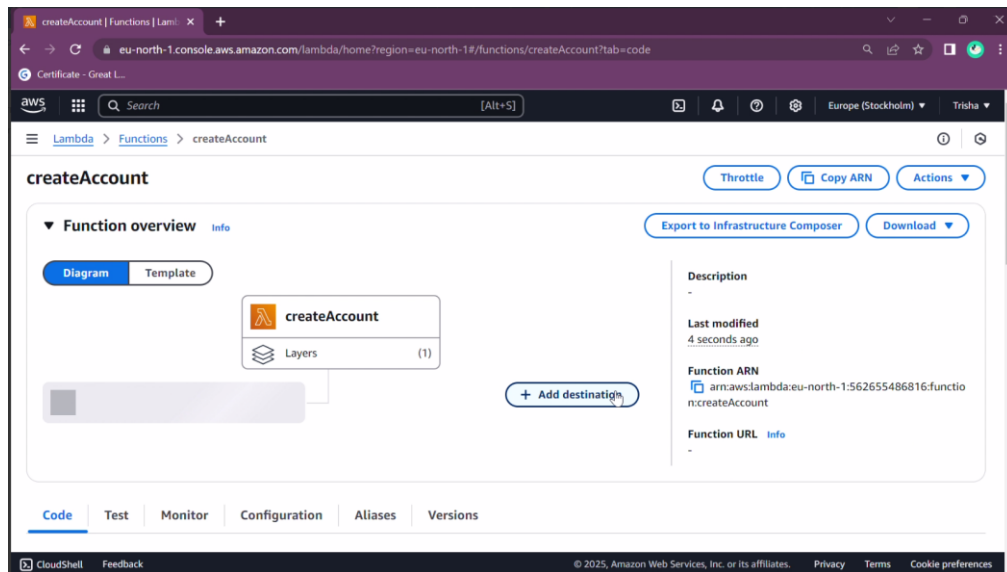 createAccount | Functions | Lamb
eu-north-1.console.aws.amazon.com/lambda/home?region=eu-north-1#/functions/createAccount?tab=code
Certificate - Great L...
aws Search [Alt+S] Europe (Stockholm) Trisha
Lambda > Functions > createAccount
createAccount Throttle Copy ARN Actions
Function overview Info Export to Infrastructure Composer Download
Diagram Template
createAccount
Layers (1)
+ Add destination
Description
-
Last modified
4 seconds ago
Function ARN
arn:aws:lambda:eu-north-1:562655486816:functio
n:createAccount
Function URL Info
-
Code Test Monitor Configuration Aliases Versions
CloudShell Feedback © 2025, Amazon Web Services, Inc. or its affiliates. Privacy Terms Cookie preferences